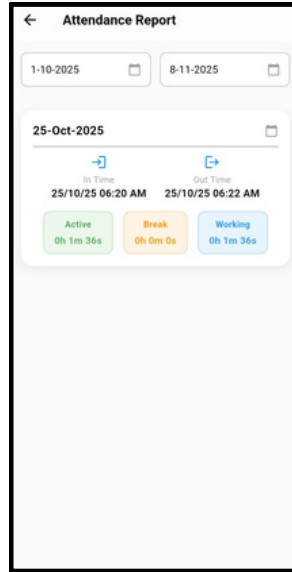 Attendance Report
1-10-2025 8-11-2025
25-Oct-2025
In Time Out Time
25/10/25 06:20 AM 25/10/25 06:22 AM
Active Break Working
0h 1m 36s 0h 0m 0s 0h 1m 36s